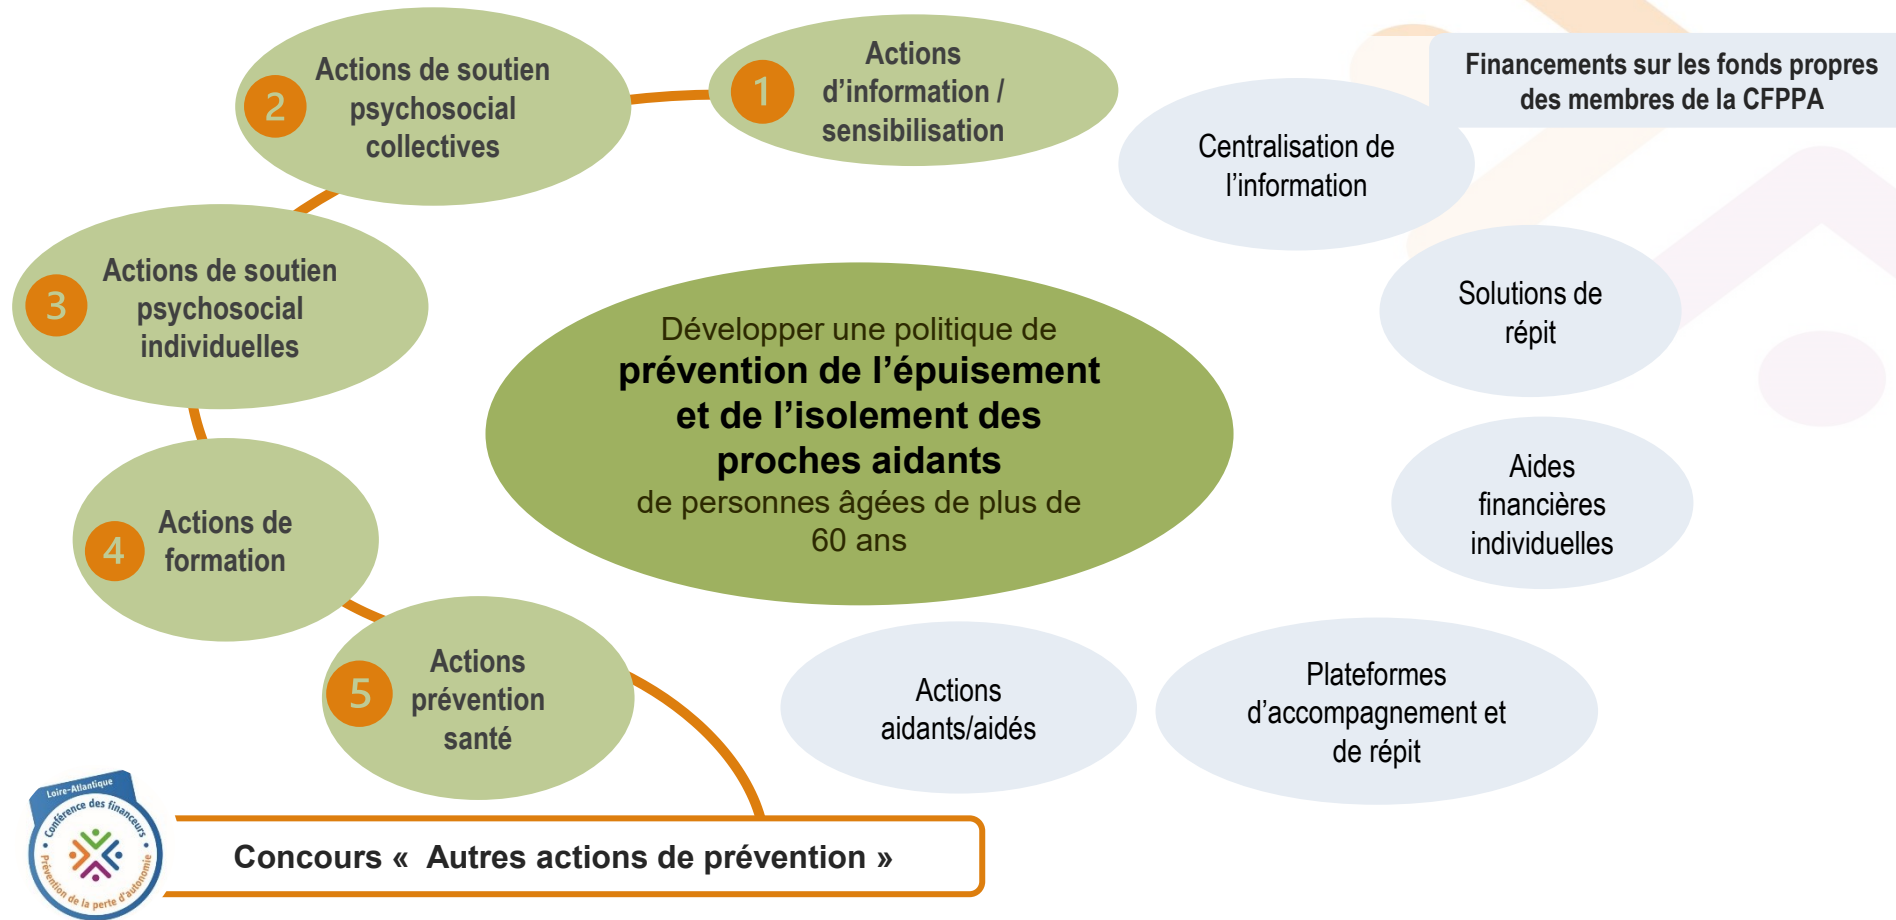 Actions
d'information /
sensibilisation
1
Actions de soutien
psychosocial
collectives
2
Actions de soutien
psychosocial
individuelles
3
Actions de
formation
4
Actions
prévention
santé
5
Développer une politique de
prévention de l'épuisement
et de l'isolement des
proches aidants
de personnes âgées de plus de
60 ans
Financements sur les fonds propres
des membres de la CFPPA
Centralisation de
l'information
Solutions de
répit
Aides
financières
individuelles
Plateformes
d'accompagnement et
de répit
Actions
aidants/aidés
Loire-Atlantique
Conférence des financeurs
Prévention de la perte d'autonomie
Concours «  Autres actions de prévention »